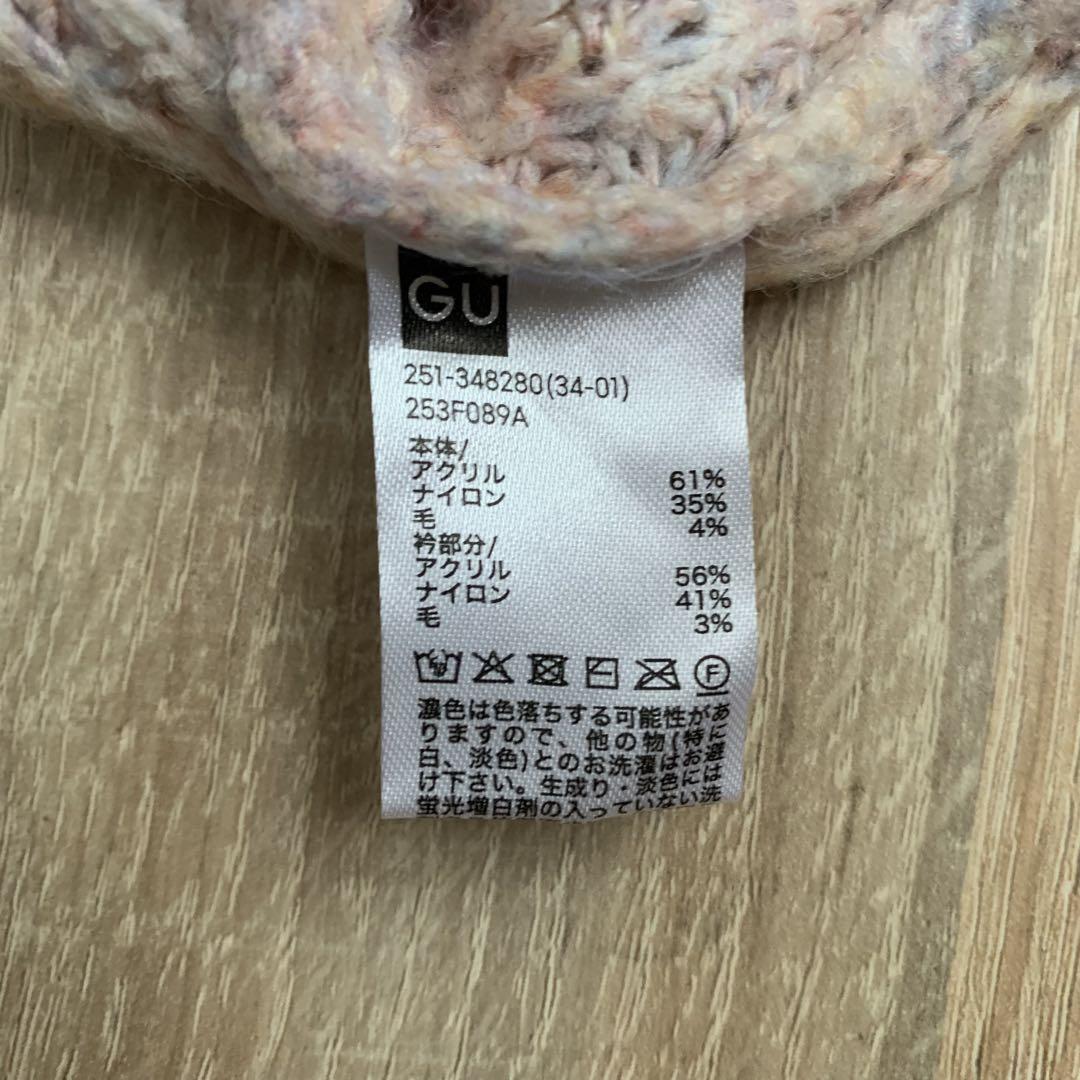 GU
251-348280(34-01)
253F089A
本体/
アクリル 61%
ナイロン 35%
毛 4%
衿部分/
アクリル 56%
ナイロン 41%
毛 3%
F
濃色は色落ちする可能性があ
りますので、他の物(特に
白、淡色)とのお洗濯はお選
け下さい。生成り・淡色には
蛍光増白剤の入っていない洗